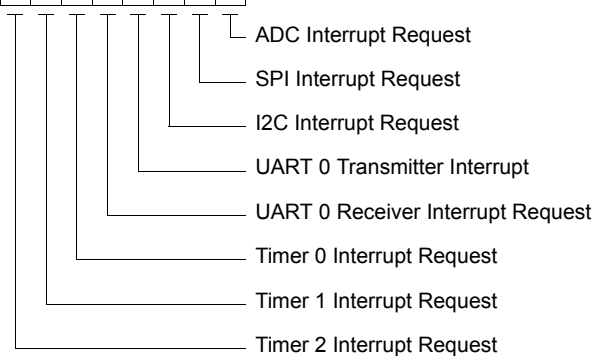 ADC Interrupt Request
SPI Interrupt Request
I2C Interrupt Request
UART 0 Transmitter Interrupt
UART 0 Receiver Interrupt Request
Timer 0 Interrupt Request
Timer 1 Interrupt Request
Timer 2 Interrupt Request